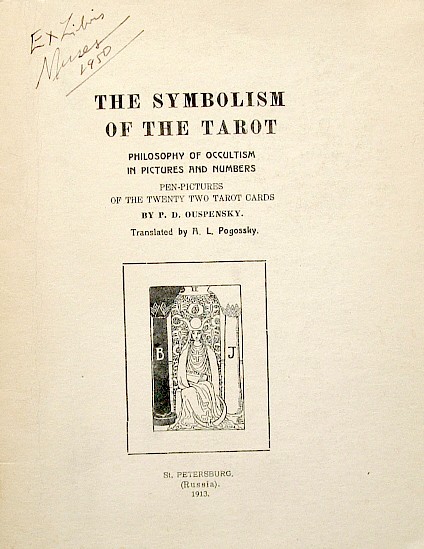 Ex Libris
Muses
1950
THE SYMBOLISM
OF THE TAROT
PHILOSOPHY OF OCCULTISM
IN PICTURES AND NUMBERS
PEN-PICTURES
OF THE TWENTY TWO TAROT CARDS
BY P. D. OUSPENSKY.
Translated by A. L. Pogossky.
B J
St. PETERSBURG,
(Russia).
1913.